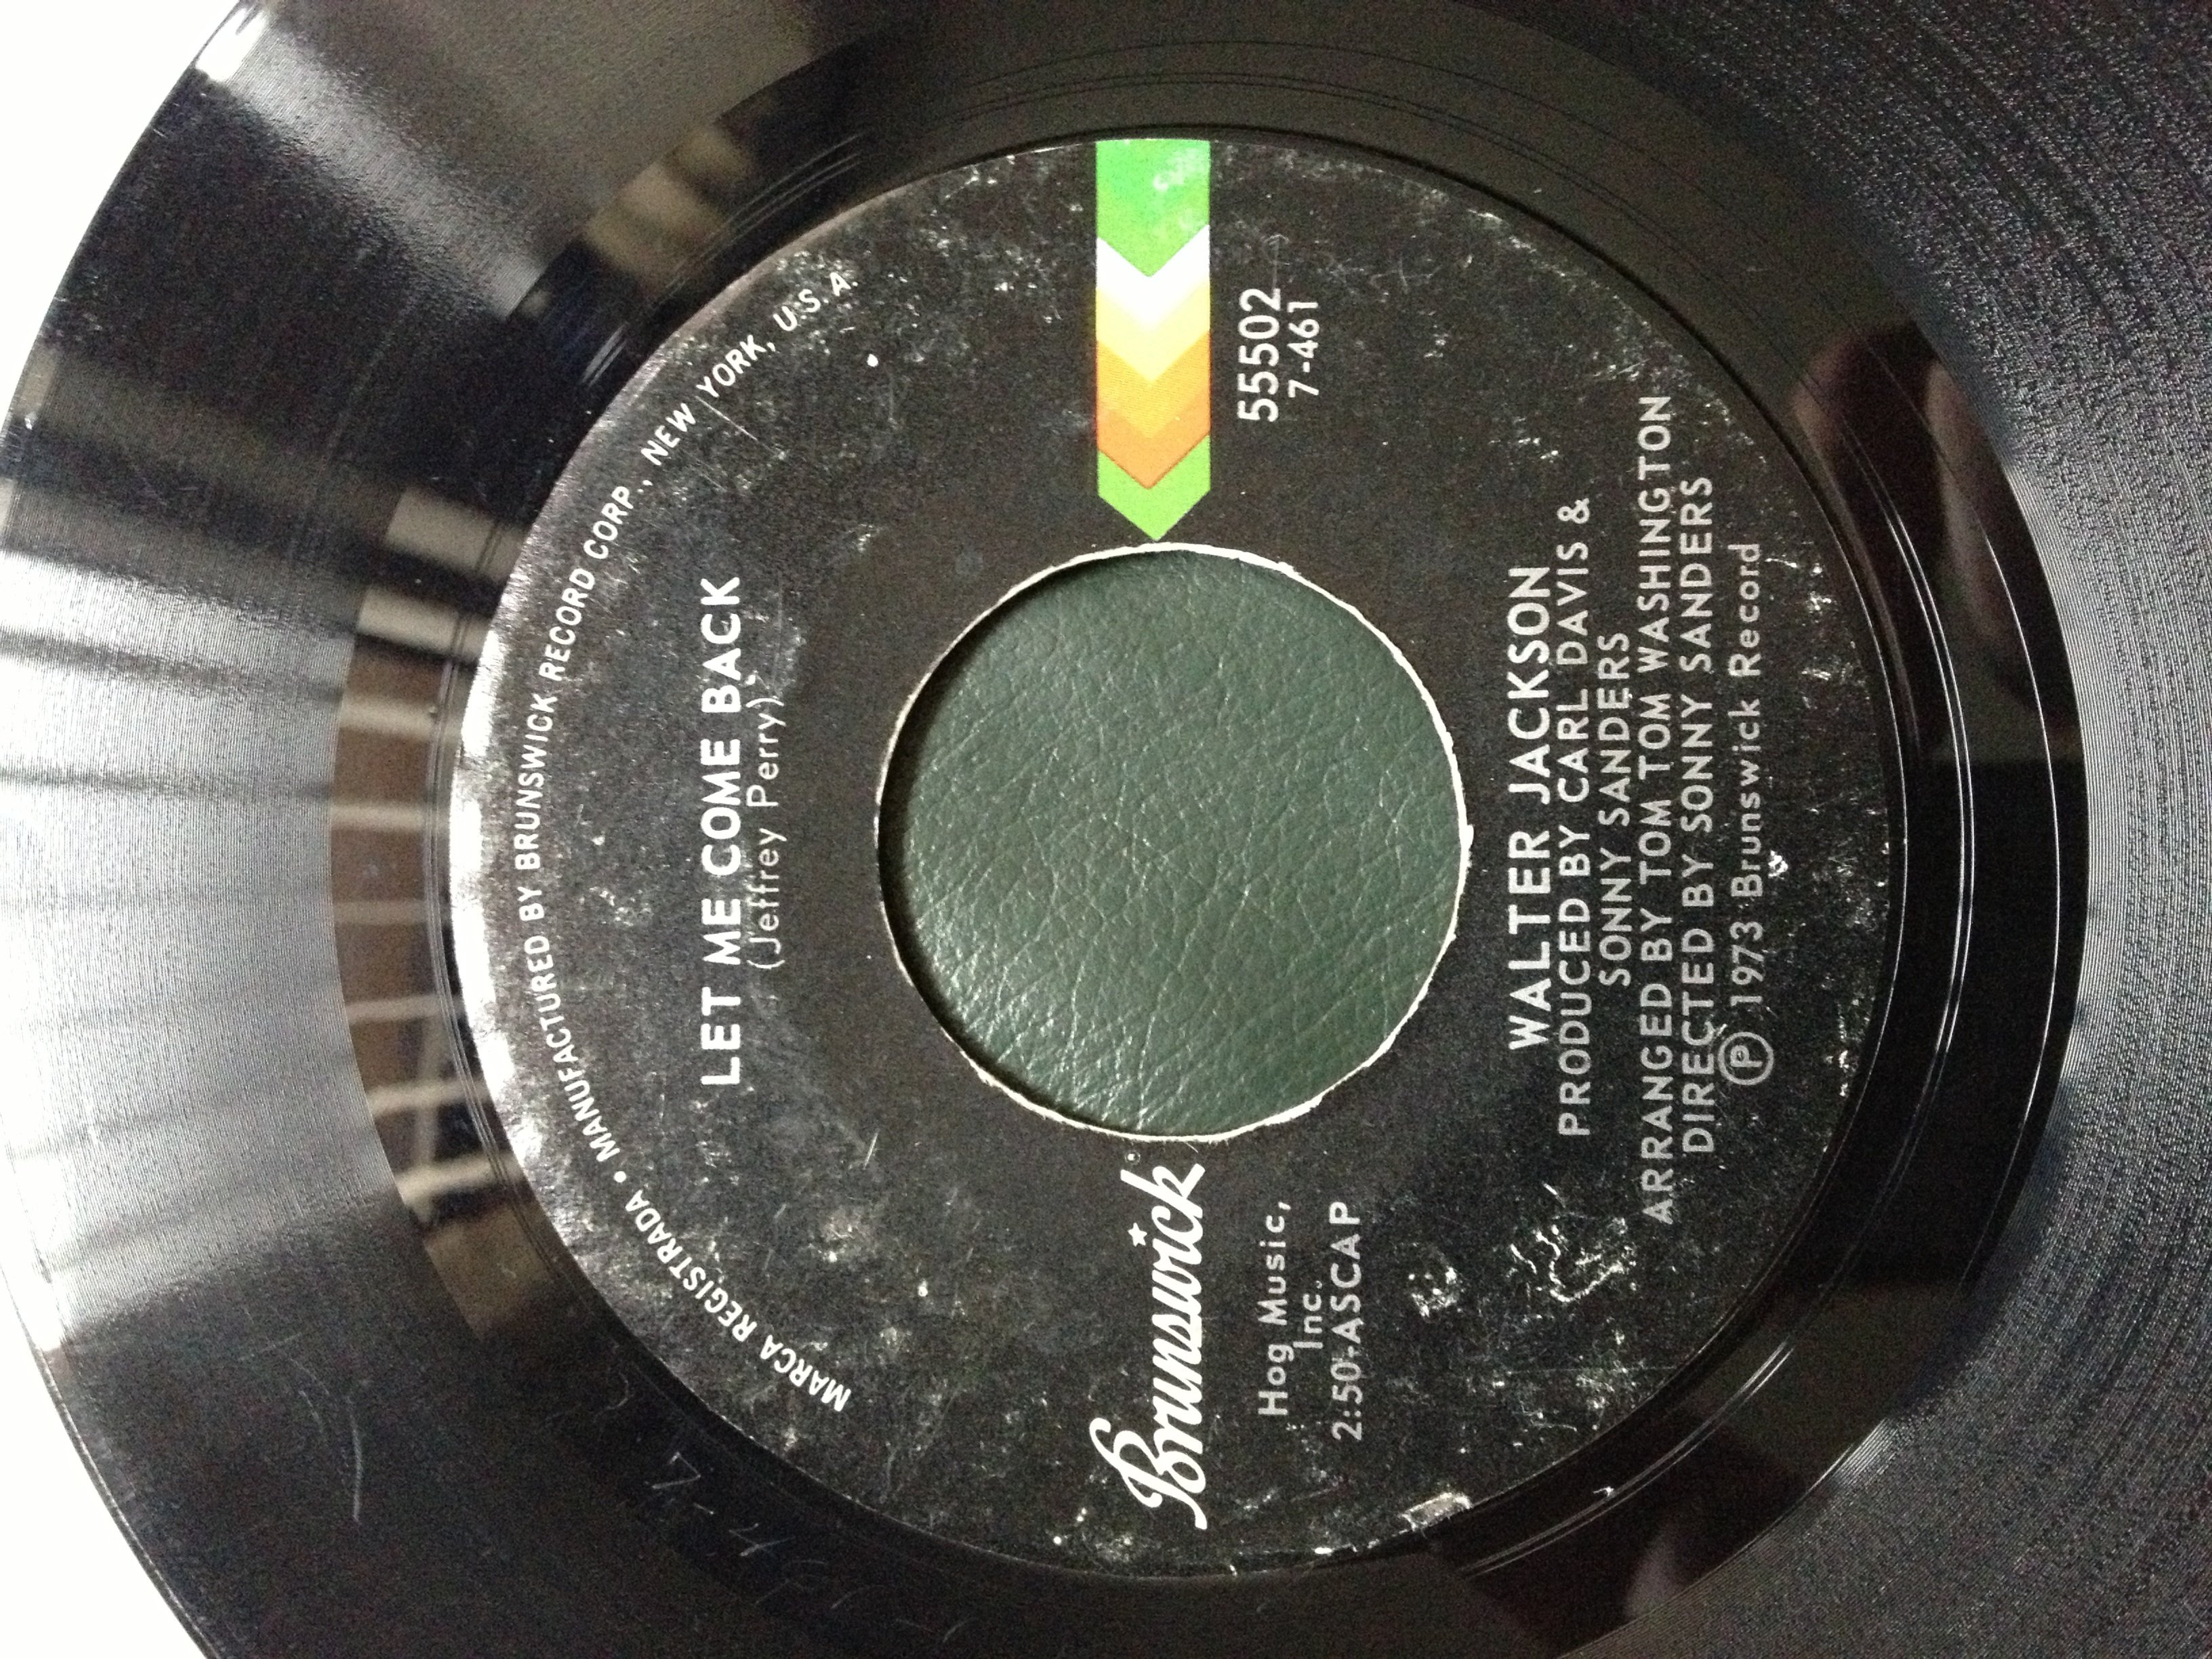 MARCA REGISTRADA • MANUFACTURED BY BRUNSWICK RECORD CORP., NEW YORK, U.S.A.
LET ME COME BACK
(Jeffrey Perry)
Brunswick®
Hog Music,
Inc.
2:50-ASCAP
55502
7-461
WALTER JACKSON
PRODUCED BY CARL DAVIS &
SONNY SANDERS
ARRANGED BY TOM TOM WASHINGTON
DIRECTED BY SONNY SANDERS
℗ 1973 Brunswick Record